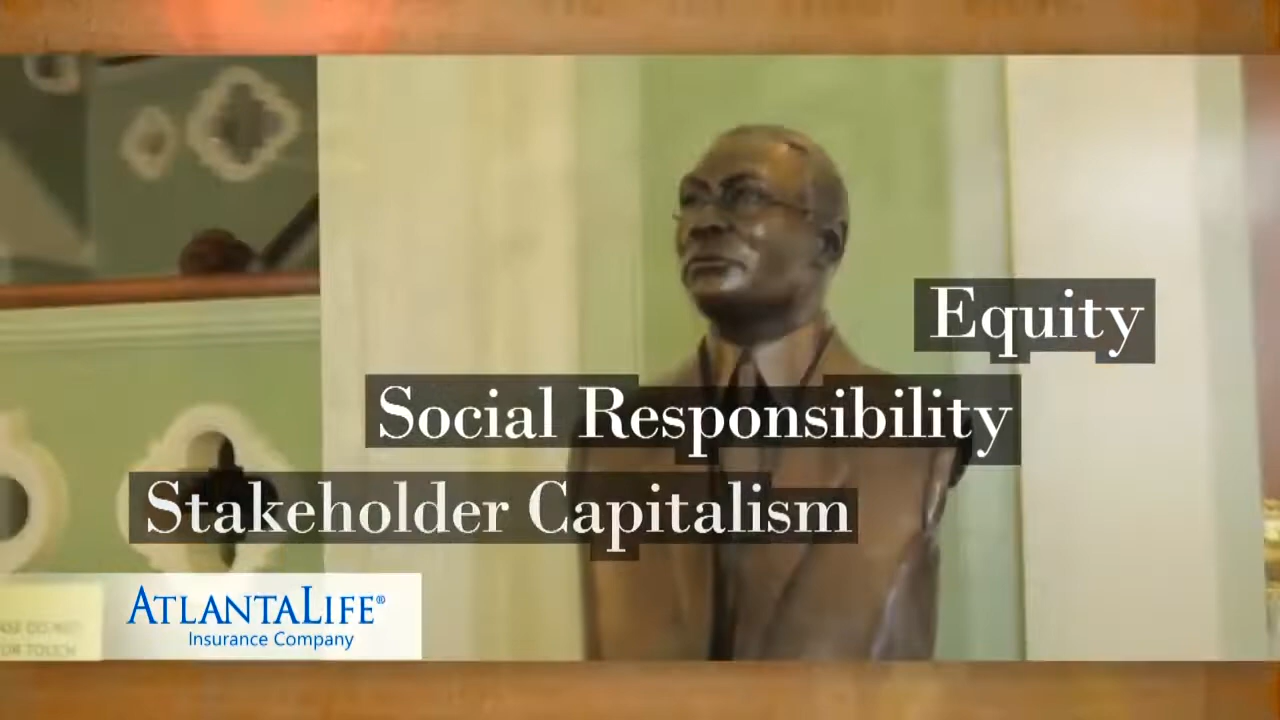 Equity
Social Responsibility
Stakeholder Capitalism
ATLANTALIFE®
Insurance Company